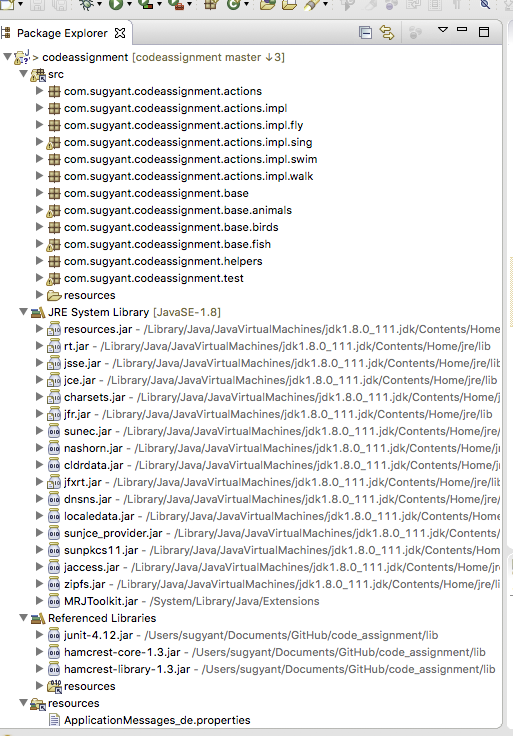 Package Explorer
> codeassignment [codeassignment master ↓3]
src
com.sugyant.codeassignment.actions
com.sugyant.codeassignment.actions.impl
com.sugyant.codeassignment.actions.impl.fly
com.sugyant.codeassignment.actions.impl.sing
com.sugyant.codeassignment.actions.impl.swim
com.sugyant.codeassignment.actions.impl.walk
com.sugyant.codeassignment.base
com.sugyant.codeassignment.base.animals
com.sugyant.codeassignment.base.birds
com.sugyant.codeassignment.base.fish
com.sugyant.codeassignment.helpers
com.sugyant.codeassignment.test
resources
JRE System Library [JavaSE-1.8]
resources.jar - /Library/Java/JavaVirtualMachines/jdk1.8.0_111.jdk/Contents/Home
rt.jar - /Library/Java/JavaVirtualMachines/jdk1.8.0_111.jdk/Contents/Home/jre/lib
jsse.jar - /Library/Java/JavaVirtualMachines/jdk1.8.0_111.jdk/Contents/Home/jre/
jce.jar - /Library/Java/JavaVirtualMachines/jdk1.8.0_111.jdk/Contents/Home/jre/l
charsets.jar - /Library/Java/JavaVirtualMachines/jdk1.8.0_111.jdk/Contents/Home/
jfr.jar - /Library/Java/JavaVirtualMachines/jdk1.8.0_111.jdk/Contents/Home/jre/lib
sunec.jar - /Library/Java/JavaVirtualMachines/jdk1.8.0_111.jdk/Contents/Home/jre
nashorn.jar - /Library/Java/JavaVirtualMachines/jdk1.8.0_111.jdk/Contents/Home/j
cldrdata.jar - /Library/Java/JavaVirtualMachines/jdk1.8.0_111.jdk/Contents/Home/
jfxrt.jar - /Library/Java/JavaVirtualMachines/jdk1.8.0_111.jdk/Contents/Home/jre/
dnsns.jar - /Library/Java/JavaVirtualMachines/jdk1.8.0_111.jdk/Contents/Home/jre
localedata.jar - /Library/Java/JavaVirtualMachines/jdk1.8.0_111.jdk/Contents/Home
sunjce_provider.jar - /Library/Java/JavaVirtualMachines/jdk1.8.0_111.jdk/Contents
sunpkcs11.jar - /Library/Java/JavaVirtualMachines/jdk1.8.0_111.jdk/Contents/Home
jaccess.jar - /Library/Java/JavaVirtualMachines/jdk1.8.0_111.jdk/Contents/Home/j
zipfs.jar - /Library/Java/JavaVirtualMachines/jdk1.8.0_111.jdk/Contents/Home/jre/
MRJToolkit.jar - /System/Library/Java/Extensions
Referenced Libraries
junit-4.12.jar - /Users/sugyant/Documents/GitHub/code_assignment/lib
hamcrest-core-1.3.jar - /Users/sugyant/Documents/GitHub/code_assignment/lib
hamcrest-library-1.3.jar - /Users/sugyant/Documents/GitHub/code_assignment/lib
resources
resources
ApplicationMessages_de.properties